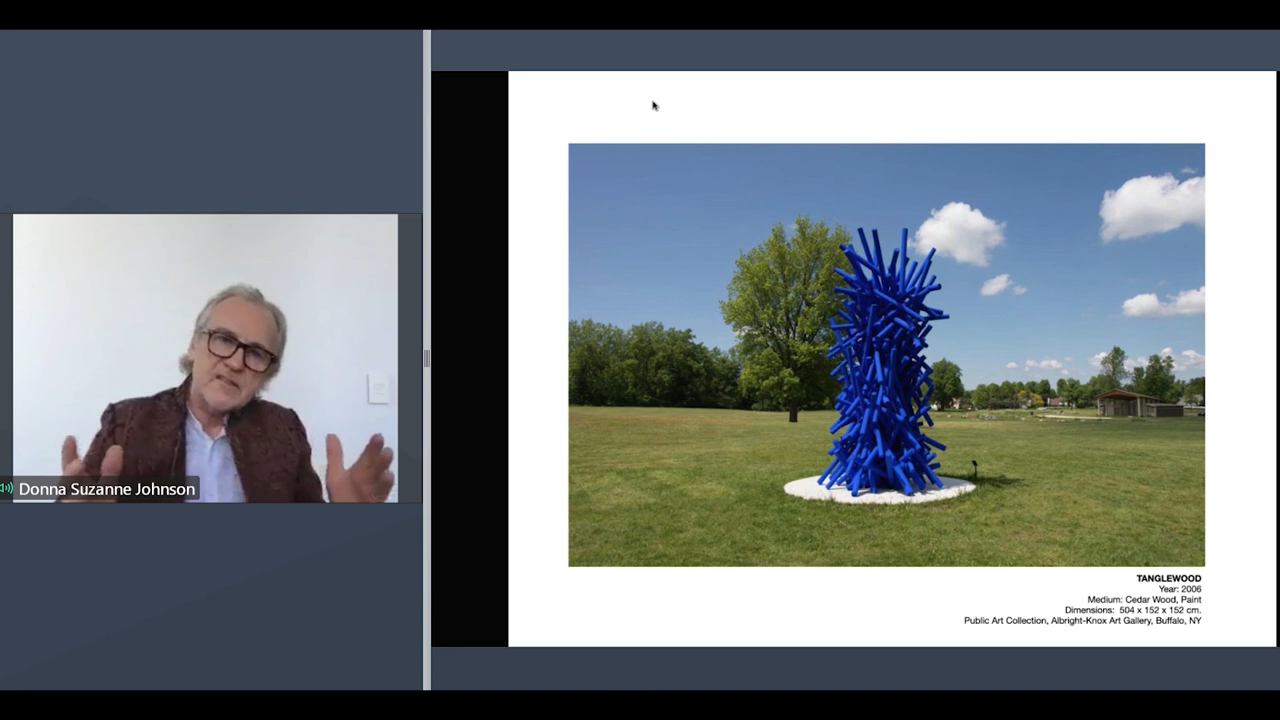 Donna Suzanne Johnson
TANGLEWOOD
Year: 2006
Medium: Cedar Wood, Paint
Dimensions: 504 x 152 x 152 cm.
Public Art Collection, Albright-Knox Art Gallery, Buffalo, NY